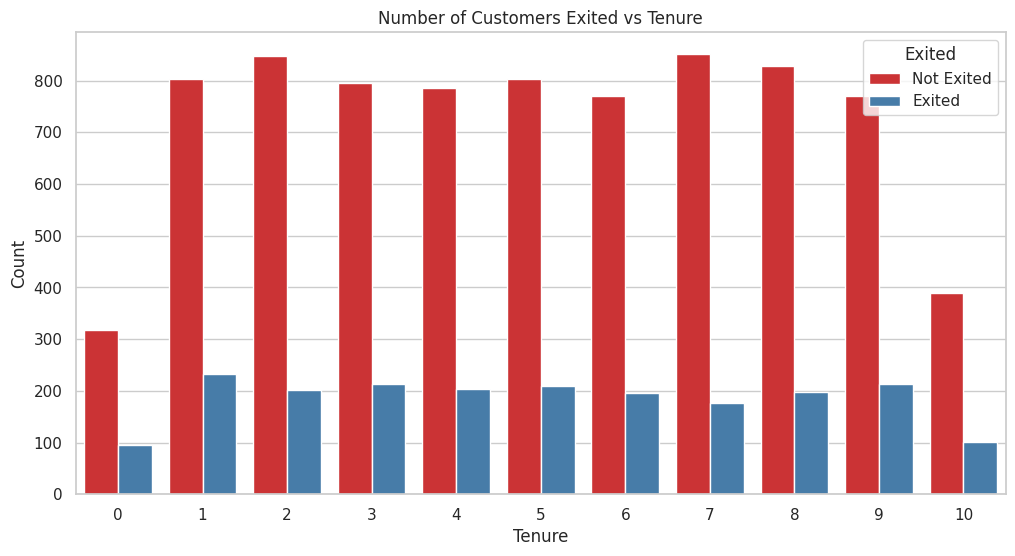 Number of Customers Exited vs Tenure
Exited
Not Exited
Exited
Count
800
700
600
500
400
300
200
100
0
0 1 2 3 4 5 6 7 8 9 10
Tenure